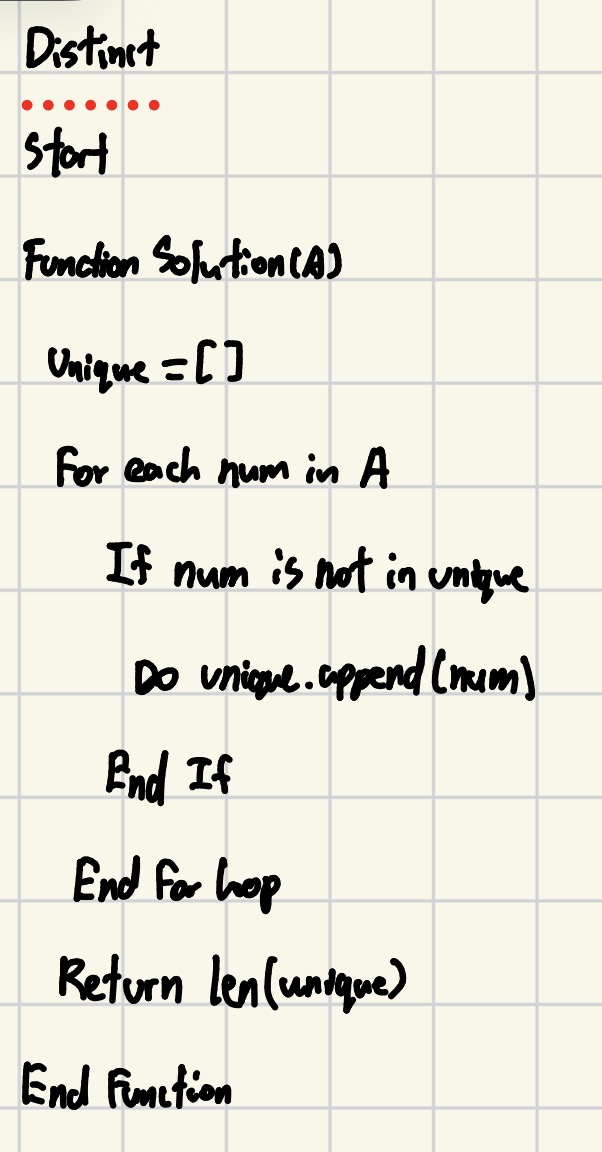 Distinct
Start
Function Solution(A)
Unique = []
For each num in A
If num is not in unique
Do unique.append(num)
End If
End For loop
Return len(unique)
End Function